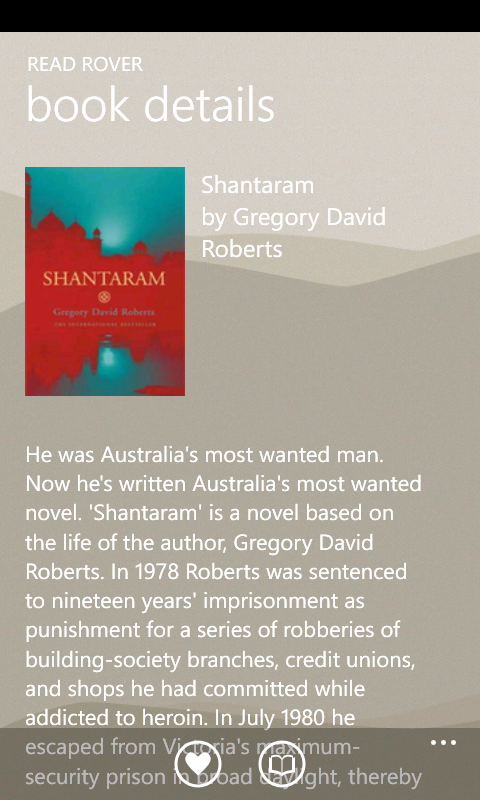 READ ROVER
book details
Shantaram
by Gregory David
Roberts
SHANTARAM
Gregory David Roberts
THE INTERNATIONAL BESTSELLER
He was Australia's most wanted man.
Now he's written Australia's most wanted
novel. 'Shantaram' is a novel based on
the life of the author, Gregory David
Roberts. In 1978 Roberts was sentenced
to nineteen years' imprisonment as
punishment for a series of robberies of
building-society branches, credit unions,
and shops he had committed while
addicted to heroin. In July 1980 he
escaped from Victoria's maximum-
security prison in broad daylight, thereby